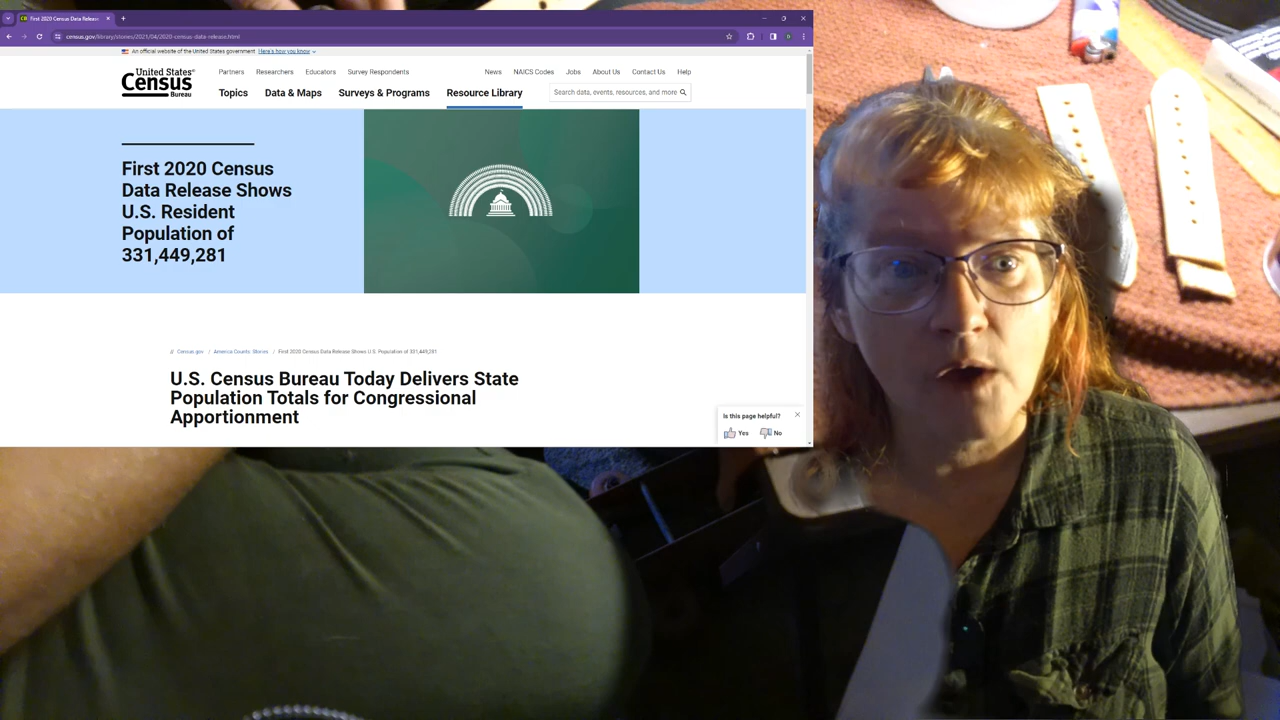 First 2020 Census Data Release
census.gov/library/stories/2021/04/2020-census-data-release.html
An official website of the United States government Here's how you know
United States®
Census
Bureau
Partners Researchers Educators Survey Respondents News NAICS Codes Jobs About Us Contact Us Help
Topics Data & Maps Surveys & Programs Resource Library
Search data, events, resources, and more
First 2020 Census
Data Release Shows
U.S. Resident
Population of
331,449,281
// Census.gov / America Counts: Stories / First 2020 Census Data Release Shows U.S. Population of 331,449,281
U.S. Census Bureau Today Delivers State
Population Totals for Congressional
Apportionment
Is this page helpful?
Yes No